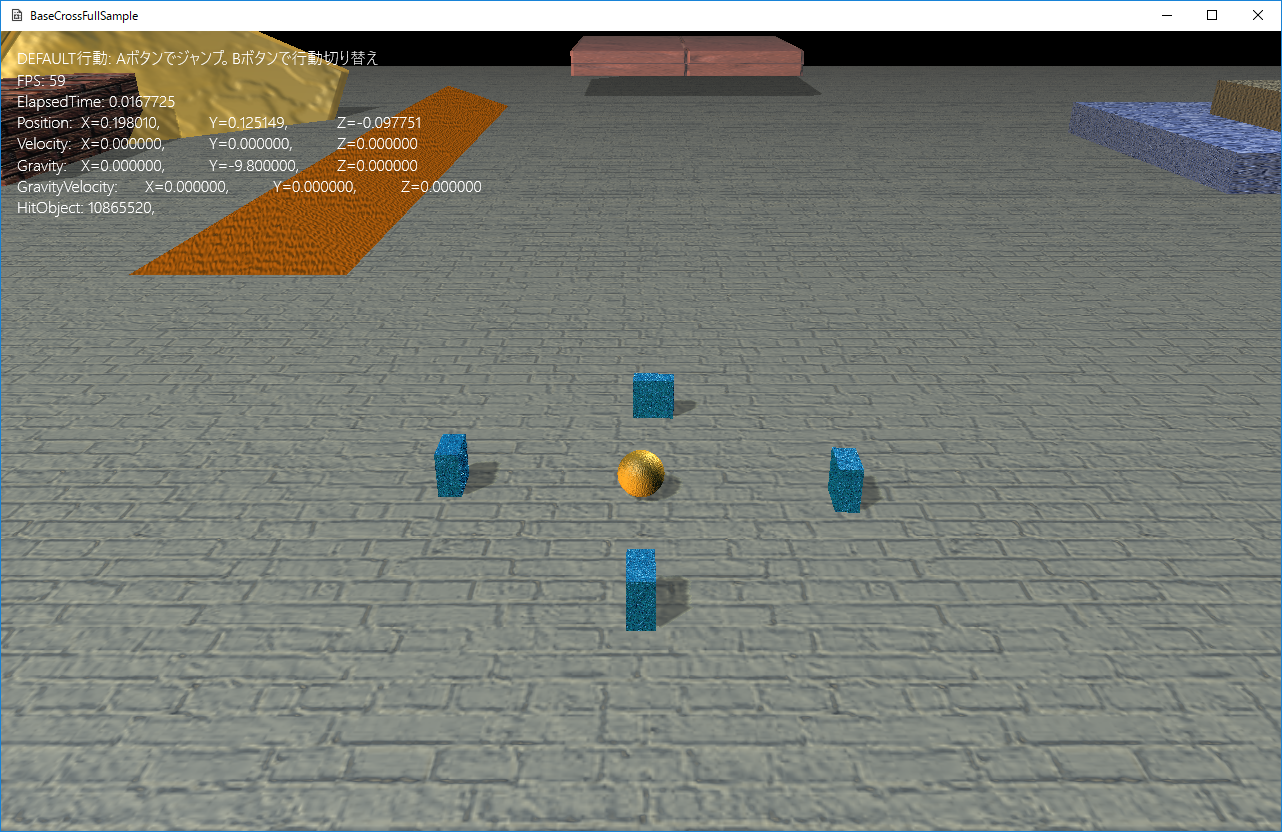 BaseCrossFullSample
DEFAULT行動: Aボタンでジャンプ。Bボタンで行動切り替え
FPS: 59
ElapsedTime: 0.0167725
Position: X=0.198010, Y=0.125149, Z=-0.097751
Velocity: X=0.000000, Y=0.000000, Z=0.000000
Gravity: X=0.000000, Y=-9.800000, Z=0.000000
GravityVelocity: X=0.000000, Y=0.000000, Z=0.000000
HitObject: 10865520,